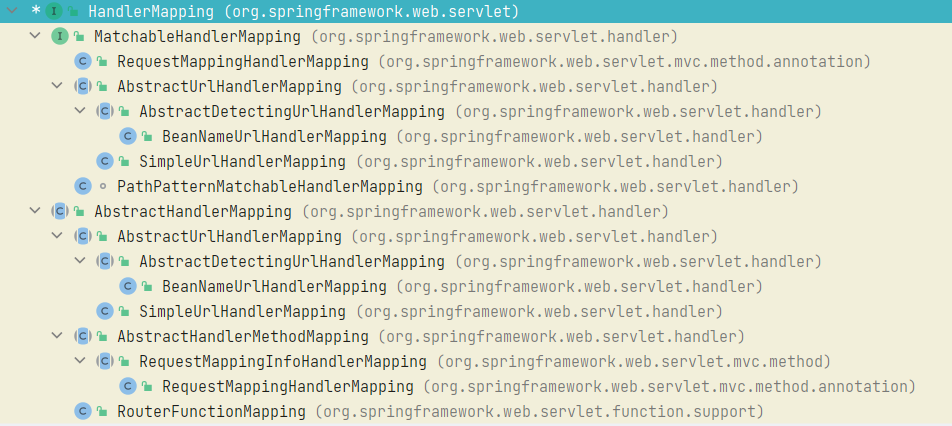 * HandlerMapping (org.springframework.web.servlet)
MatchableHandlerMapping (org.springframework.web.servlet.handler)
RequestMappingHandlerMapping (org.springframework.web.servlet.mvc.method.annotation)
AbstractUrlHandlerMapping (org.springframework.web.servlet.handler)
AbstractDetectingUrlHandlerMapping (org.springframework.web.servlet.handler)
BeanNameUrlHandlerMapping (org.springframework.web.servlet.handler)
SimpleUrlHandlerMapping (org.springframework.web.servlet.handler)
PathPatternMatchableHandlerMapping (org.springframework.web.servlet.handler)
AbstractHandlerMapping (org.springframework.web.servlet.handler)
AbstractUrlHandlerMapping (org.springframework.web.servlet.handler)
AbstractDetectingUrlHandlerMapping (org.springframework.web.servlet.handler)
BeanNameUrlHandlerMapping (org.springframework.web.servlet.handler)
SimpleUrlHandlerMapping (org.springframework.web.servlet.handler)
AbstractHandlerMethodMapping (org.springframework.web.servlet.handler)
RequestMappingInfoHandlerMapping (org.springframework.web.servlet.mvc.method)
RequestMappingHandlerMapping (org.springframework.web.servlet.mvc.method.annotation)
RouterFunctionMapping (org.springframework.web.servlet.function.support)